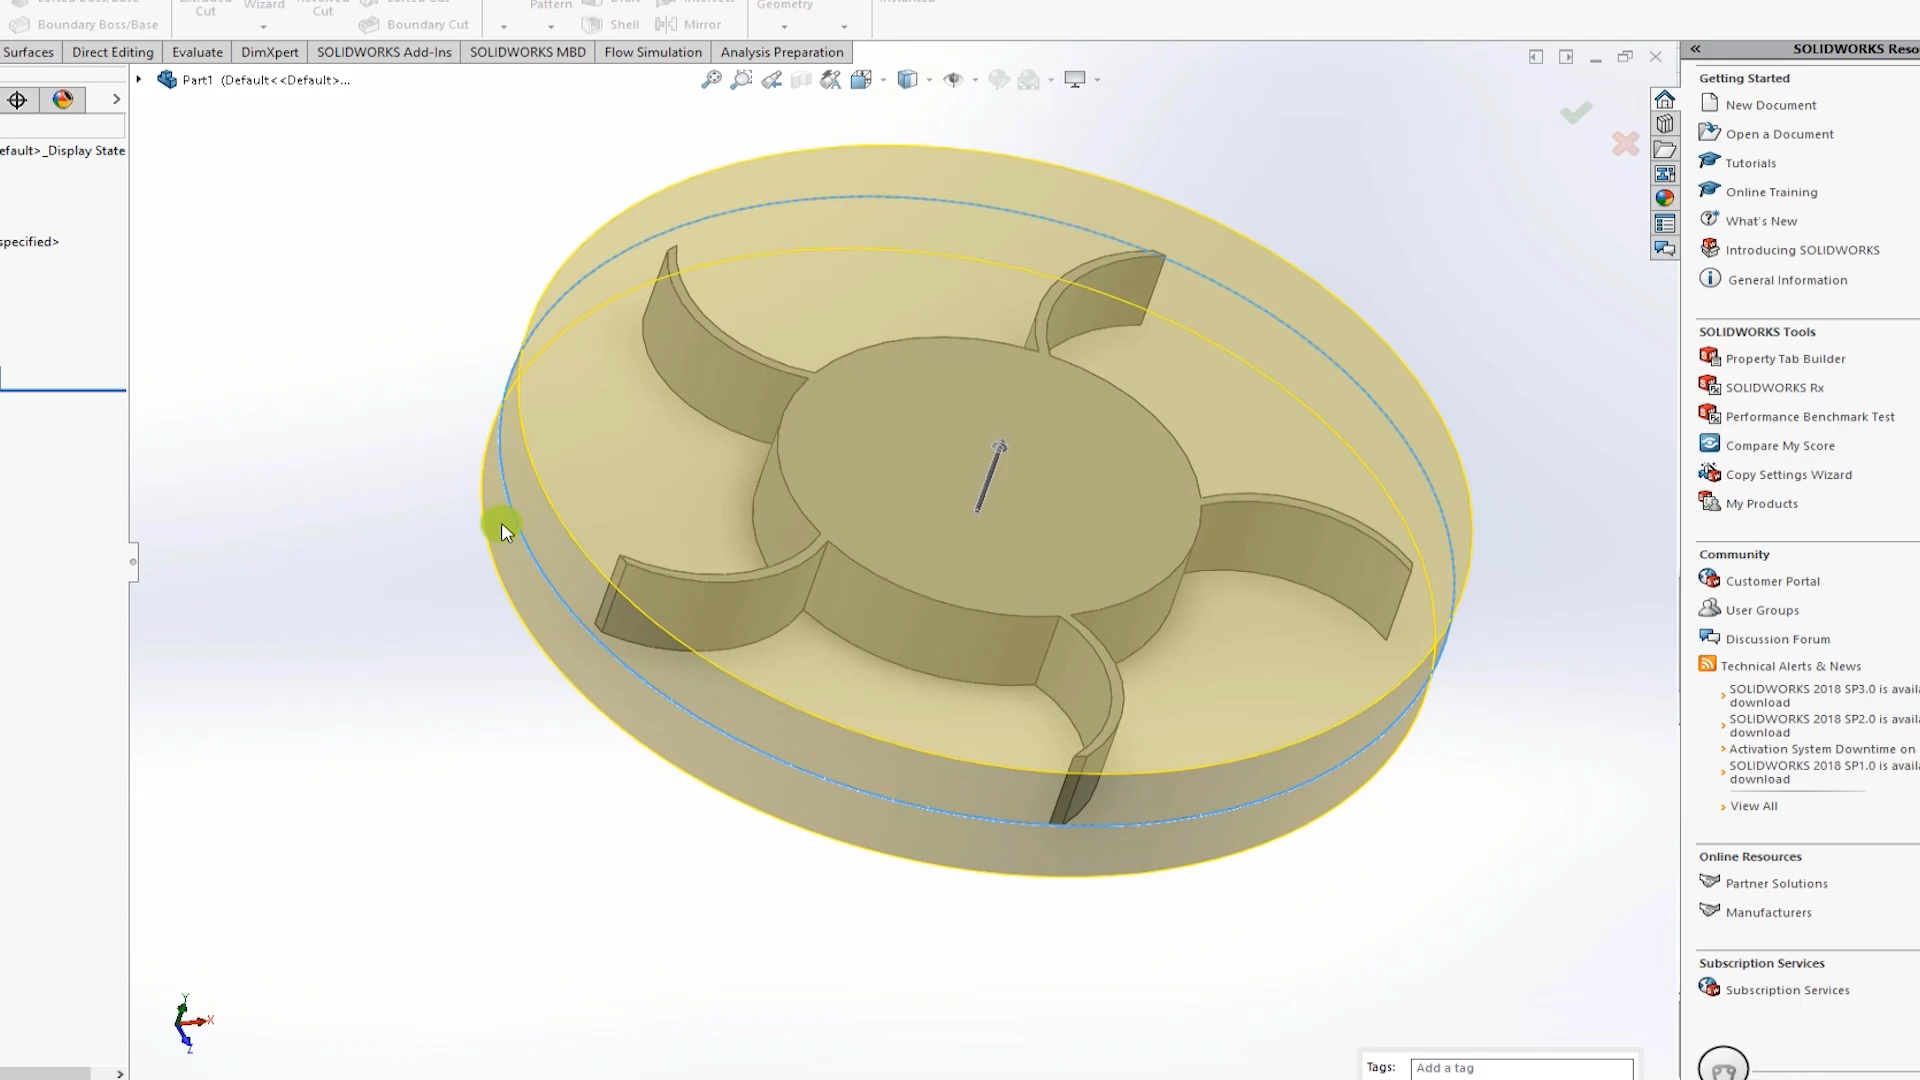 Cut
Wizard
Cut
Pattern
Geometry
Boundary Boss/Base
Boundary Cut
Shell
Mirror
Surfaces
Direct Editing
Evaluate
DimXpert
SOLIDWORKS Add-Ins
SOLIDWORKS MBD
Flow Simulation
Analysis Preparation
Part1 (Default<<Default>...
efault>_Display State
specified>
SOLIDWORKS Reso
Getting Started
New Document
Open a Document
Tutorials
Online Training
What's New
Introducing SOLIDWORKS
General Information
SOLIDWORKS Tools
Property Tab Builder
SOLIDWORKS Rx
Performance Benchmark Test
Compare My Score
Copy Settings Wizard
My Products
Community
Customer Portal
User Groups
Discussion Forum
Technical Alerts & News
SOLIDWORKS 2018 SP3.0 is availa
download
SOLIDWORKS 2018 SP2.0 is availa
download
Activation System Downtime on
SOLIDWORKS 2018 SP1.0 is availa
download
View All
Online Resources
Partner Solutions
Manufacturers
Subscription Services
Subscription Services
Y
X
Z
Tags: Add a tag